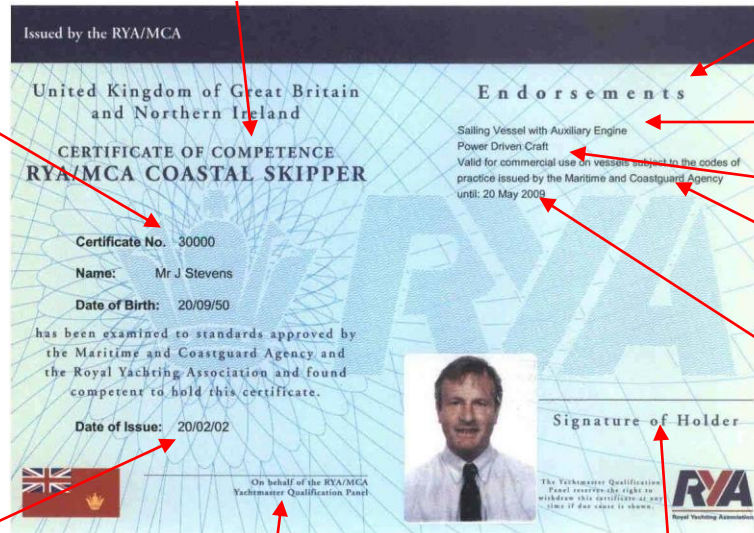 Issued by the RYA/MCA
United Kingdom of Great Britain
and Northern Ireland
CERTIFICATE OF COMPETENCE
RYA/MCA COASTAL SKIPPER
Certificate No. 30000
Name: Mr J Stevens
Date of Birth: 20/09/50
has been examined to standards approved by
the Maritime and Coastguard Agency and
the Royal Yachting Association and found
competent to hold this certificate.
Date of Issue: 20/02/02
On behalf of the RYA/MCA
Yachtmaster Qualification Panel
Endorsements
Sailing Vessel with Auxiliary Engine
Power Driven Craft
Valid for commercial use on vessels subject to the codes of
practice issued by the Maritime and Coastguard Agency
until: 20 May 2009
RYA
Signature of Holder
The Yachtmaster Qualification
Panel reserves the right to
withdraw this certificate at any
time if due cause is shown.
RYA
Royal Yachting Association